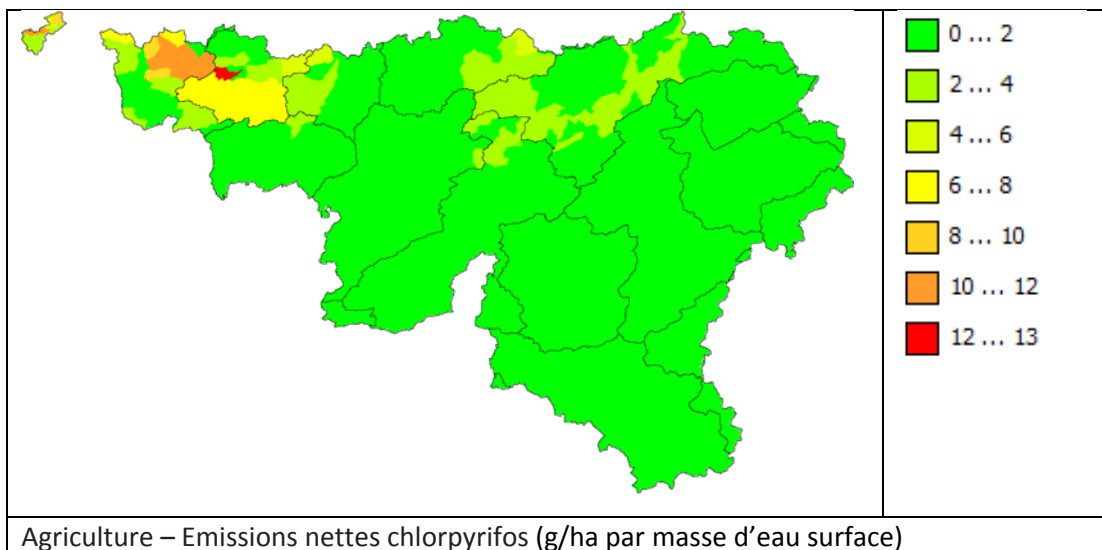 0 ... 2
2 ... 4
4 ... 6
6 ... 8
8 ... 10
10 ... 12
12 ... 13
Agriculture – Emissions nettes chlorpyrifos (g/ha par masse d’eau surface)